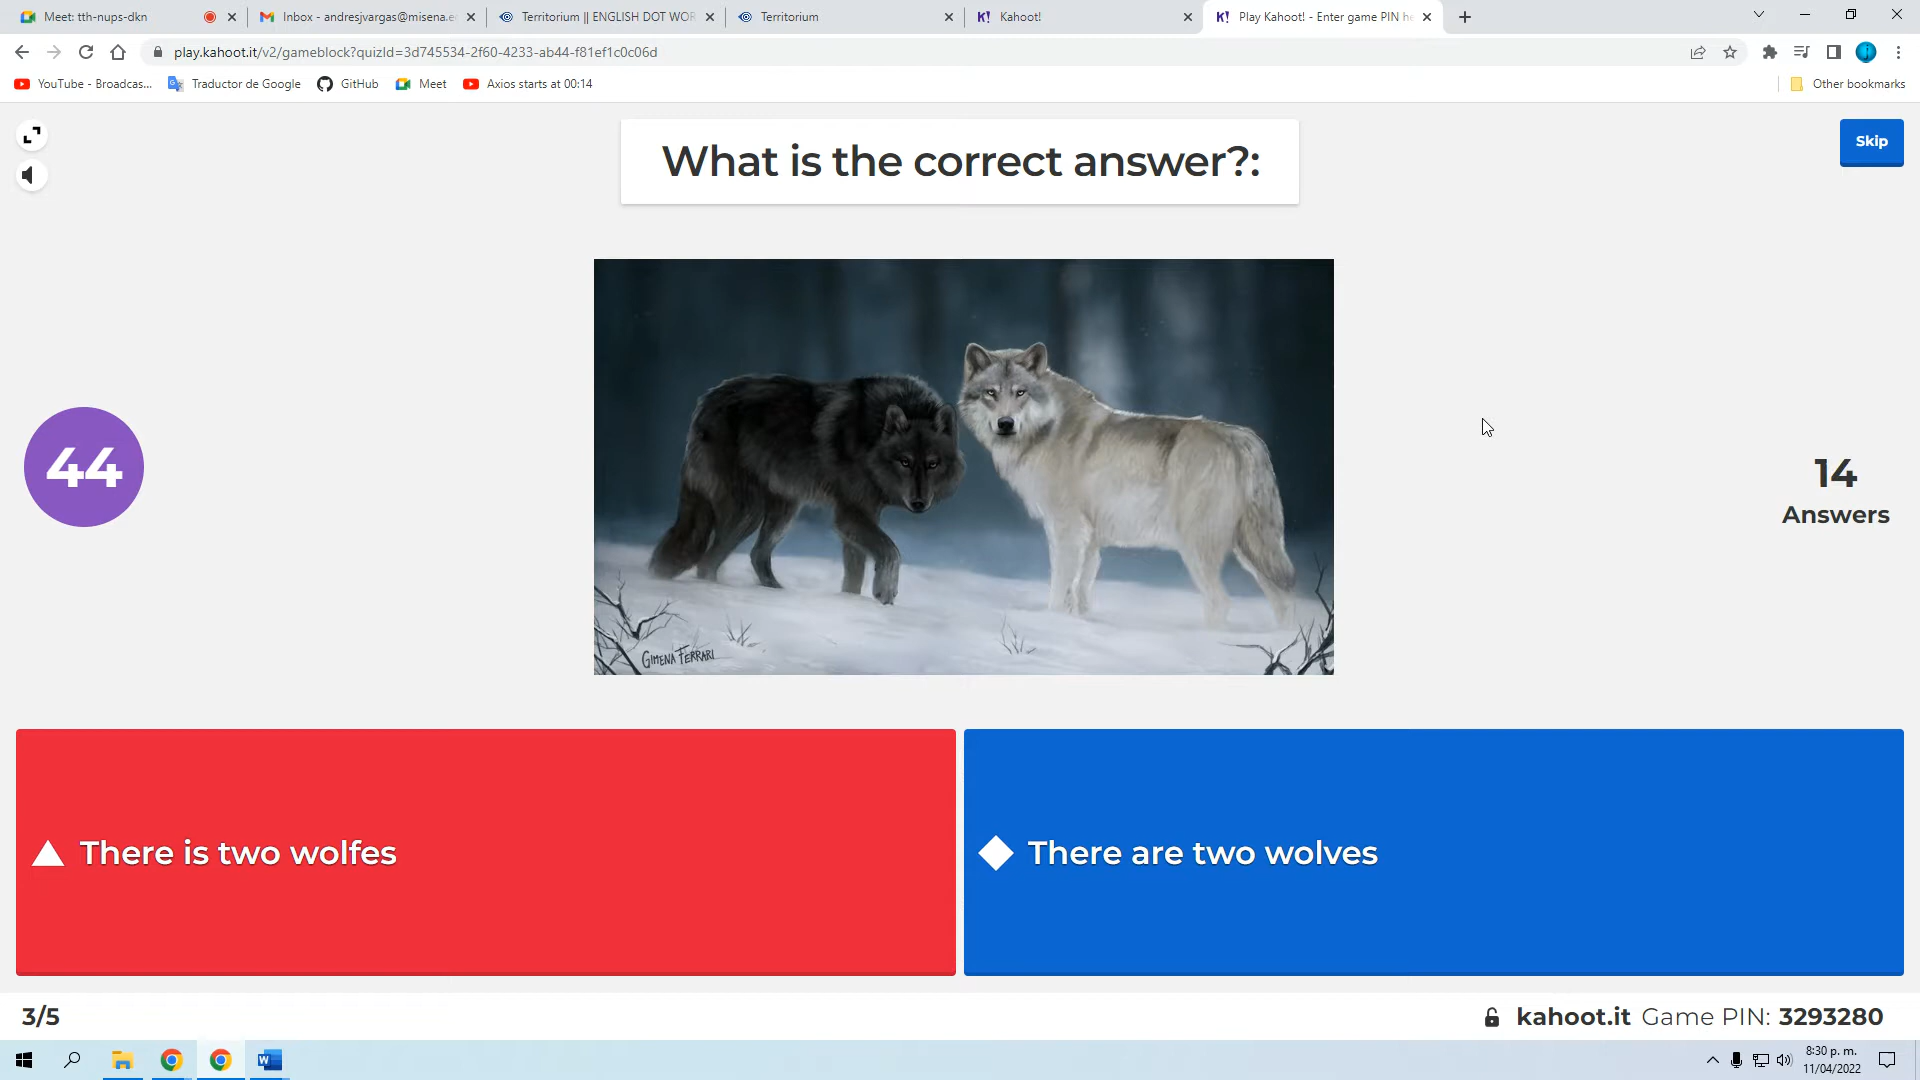 Meet: tth-nups-dkn
Inbox - andresjvargas@misena.e
Territorium || ENGLISH DOT WOR
Territorium
K! Kahoot!
K! Play Kahoot! - Enter game PIN he
play.kahoot.it/v2/gameblock?quizId=3d745534-2f60-4233-ab44-f81ef1c0c06d
YouTube - Broadcas...
Traductor de Google
GitHub
Meet
Axios starts at 00:14
Other bookmarks
What is the correct answer?:
Skip
44
14
Answers
GIMENA FERRARI
There is two wolfes
There are two wolves
3/5
kahoot.it Game PIN: 3293280
8:30 p. m.
11/04/2022